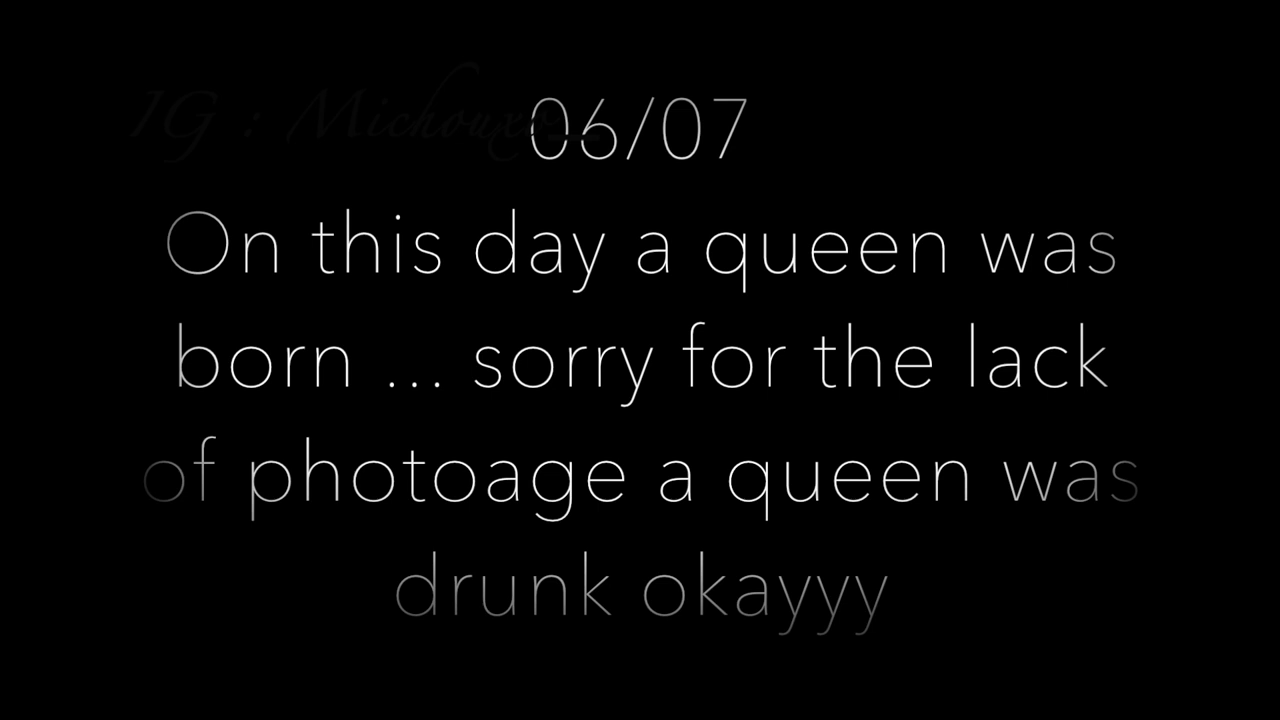 IG : Michouxo
06/07
On this day a queen was
born ... sorry for the lack
of photoage a queen was
drunk okayyy